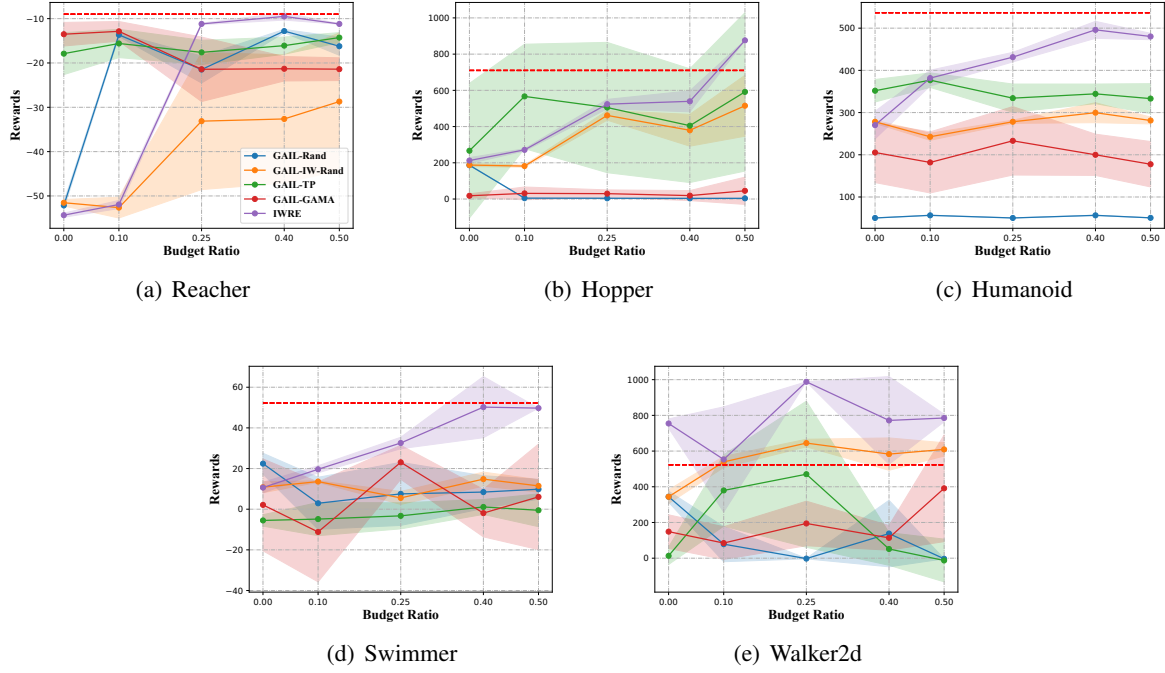 −10
−20
−30
−40
−50
Rewards
0.00 0.10 0.25 0.40 0.50
Budget Ratio
GAIL-Rand
GAIL-IW-Rand
GAIL-TP
GAIL-GAMA
IWRE
(a) Reacher
1000
800
600
400
200
0
Rewards
0.00 0.10 0.25 0.40 0.50
Budget Ratio
(b) Hopper
500
400
300
200
100
Rewards
0.00 0.10 0.25 0.40 0.50
Budget Ratio
(c) Humanoid
60
40
20
0
−20
−40
Rewards
0.00 0.10 0.25 0.40 0.50
Budget Ratio
(d) Swimmer
1000
800
600
400
200
0
Rewards
0.00 0.10 0.25 0.40 0.50
Budget Ratio
(e) Walker2d